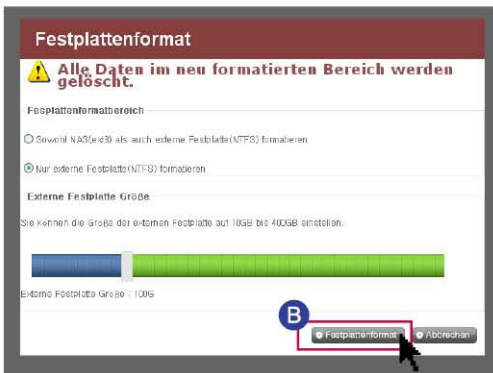 Festplattenformat
Alle Daten im neu formatierten Bereich werden
gelöscht.
Fesplattenformatbereich
Sowohl NAS(ext3) als auch externe Festplatte(NTFS) formatieren
Nur externe Festplatte(NTFS) formatieren
Externe Festplatte Größe
Sie können die Größe der externen Festplatte auf 10GB bis 400GB einstellen.
Externe Festplatte Größe : 100G
B
Festplattenformat Abbrechen